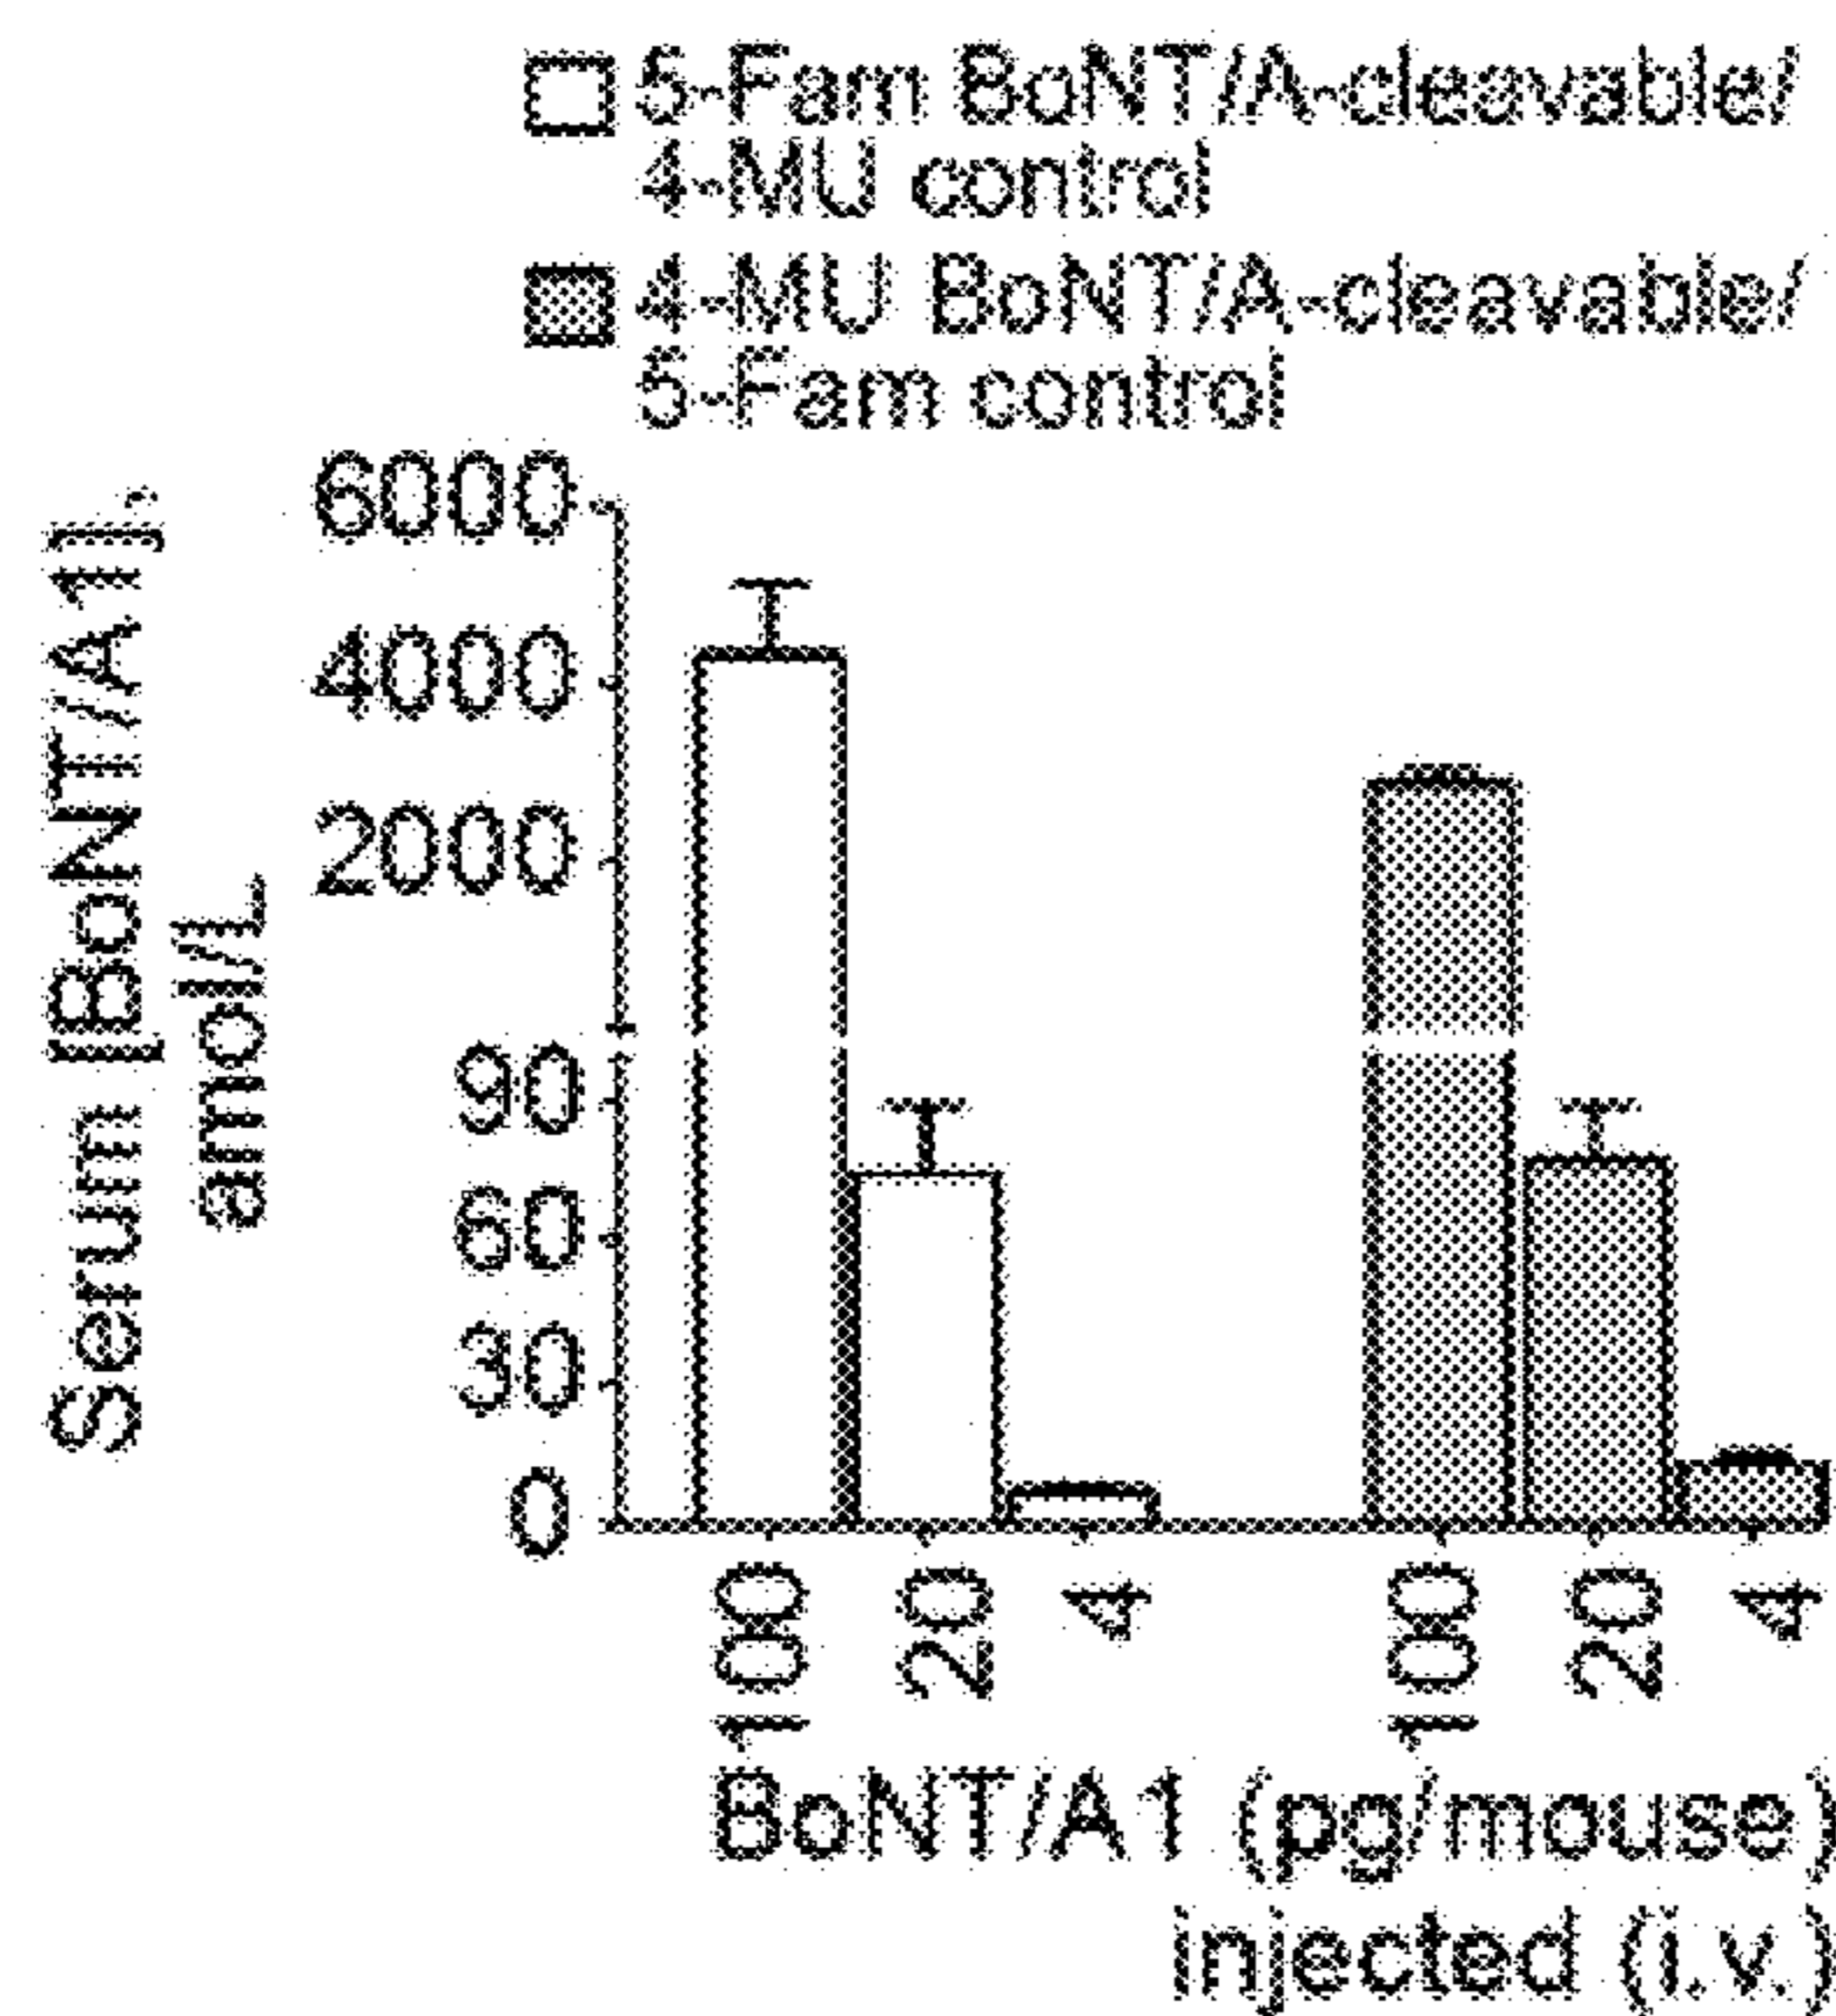 5-Fam BoNT/A-cleavable/
4-MU control
4-MU BoNT/A-cleavable/
5-Fam control
Serum [BoNT/A1],
amol/L
6000
4000
2000
90
60
30
0
100 20 4 100 20 4
BoNT/A1 (pg/mouse)
injected (i.v.)